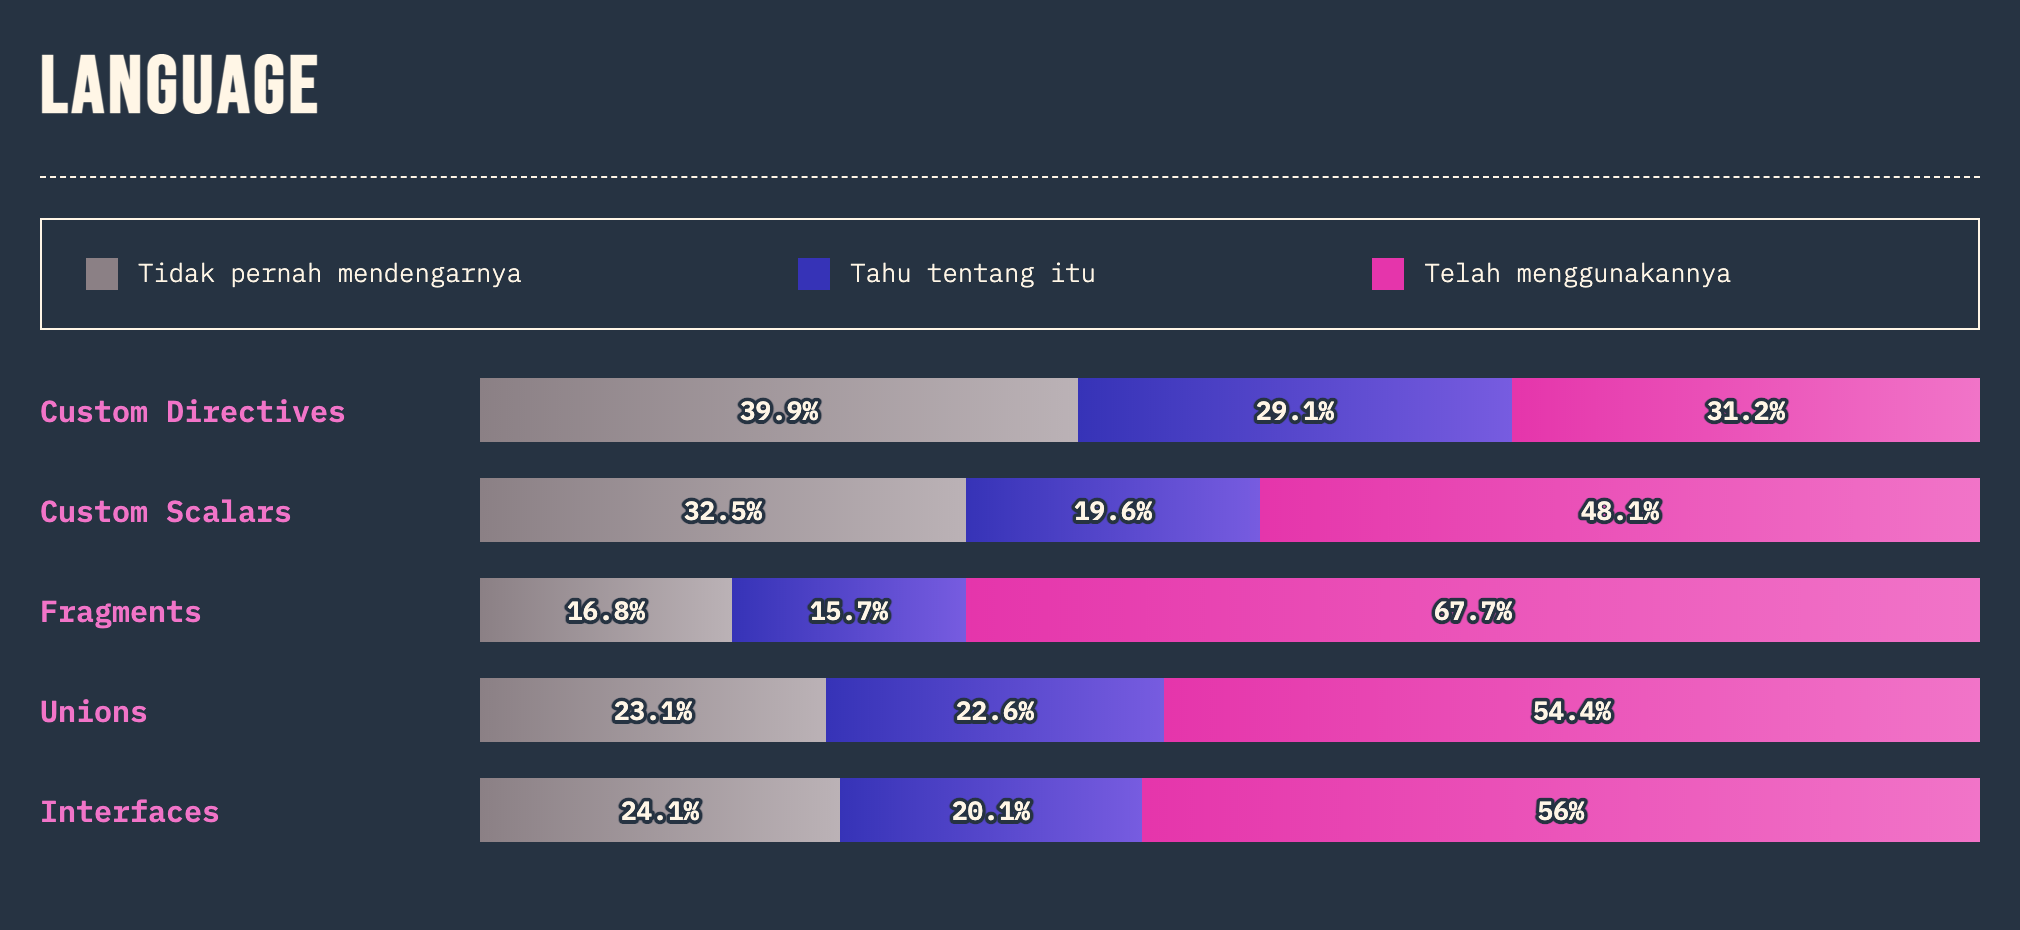 LANGUAGE
Tidak pernah mendengarnya Tahu tentang itu Telah menggunakannya
Custom Directives 39.9% 29.1% 31.2%
Custom Scalars 32.5% 19.6% 48.1%
Fragments 16.8% 15.7% 67.7%
Unions 23.1% 22.6% 54.4%
Interfaces 24.1% 20.1% 56%